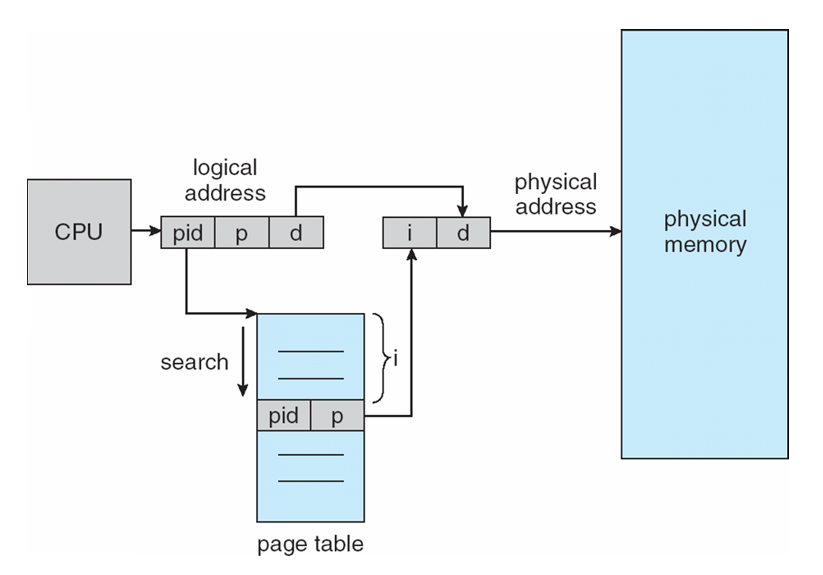 logical
address
physical
address
CPU
pid p d
i d
physical
memory
search
i
pid p
page table